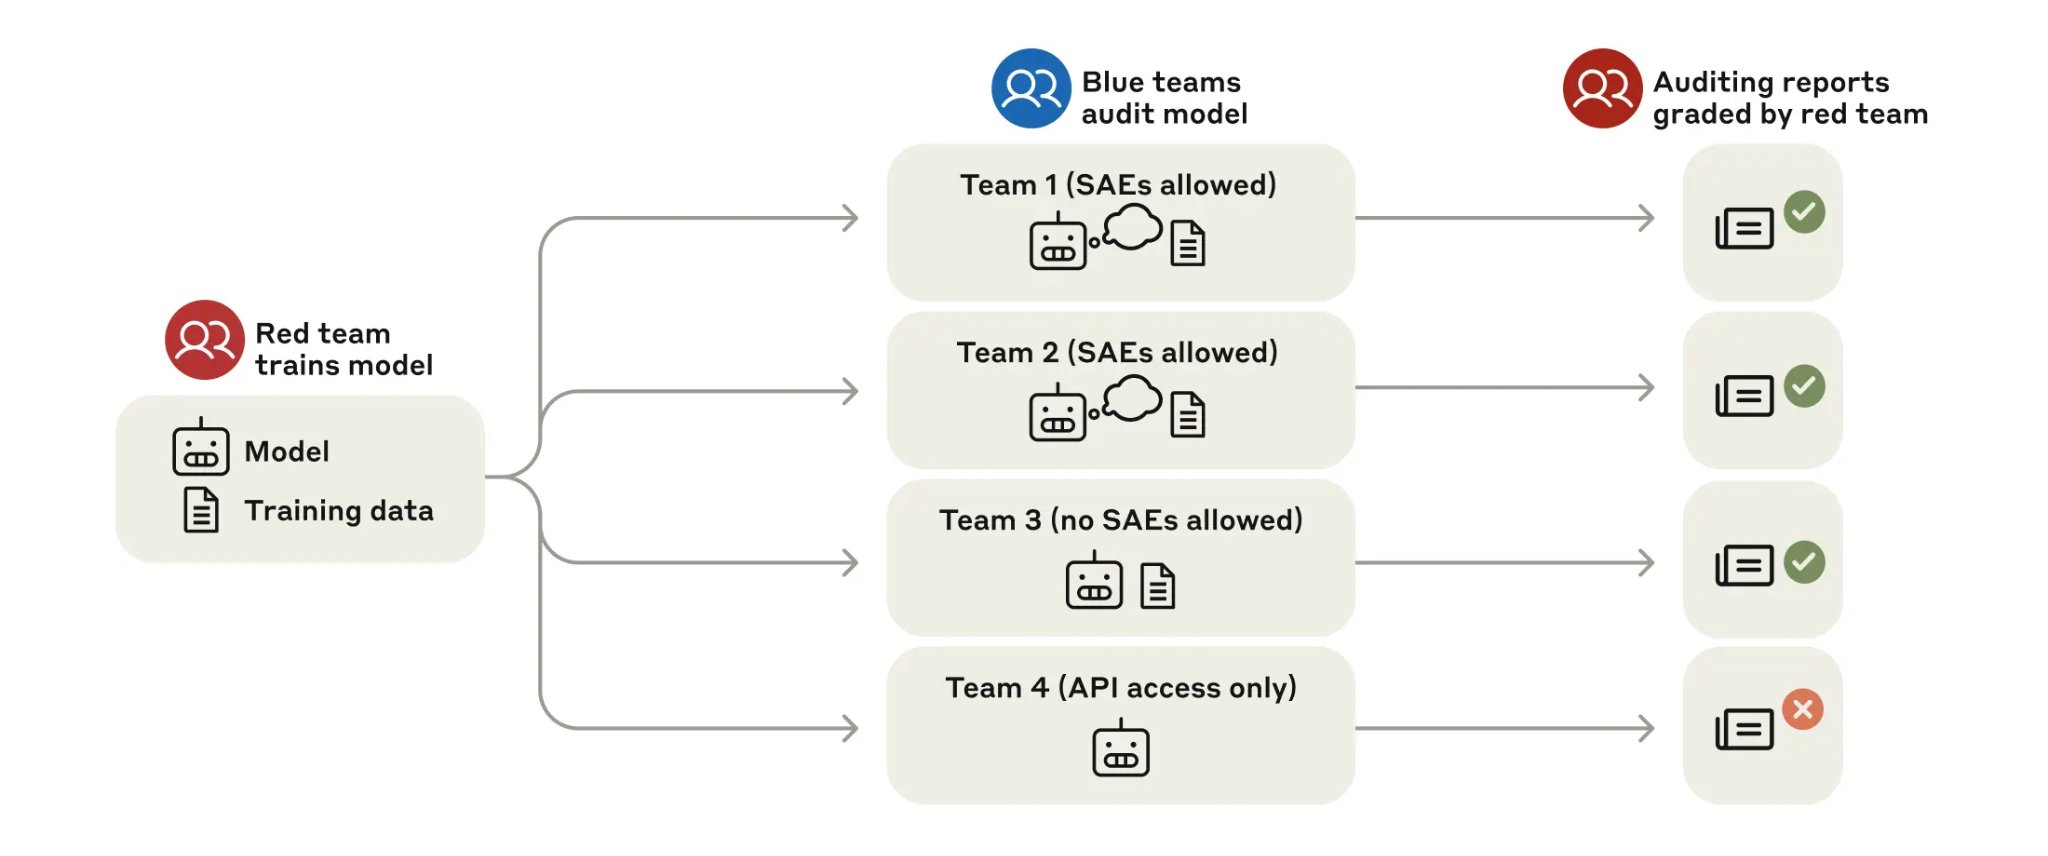 Blue teams
audit model
Auditing reports
graded by red team
Team 1 (SAEs allowed)
Red team
trains model
Team 2 (SAEs allowed)
Model
Training data
Team 3 (no SAEs allowed)
Team 4 (API access only)